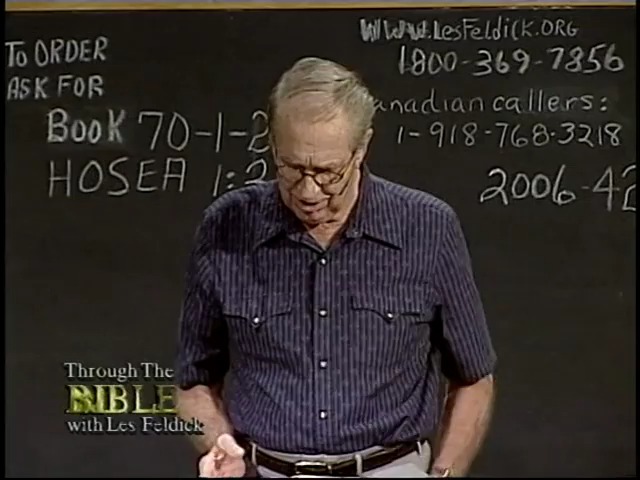 WWW.LesFeldick.ORG
To ORDER
ASK FOR
1800-369-7856
Canadian callers:
1-918-768-3218
Book 70-1-2
HOSEA 1:2
2006-42
Through The
BIBLE
with Les Feldick